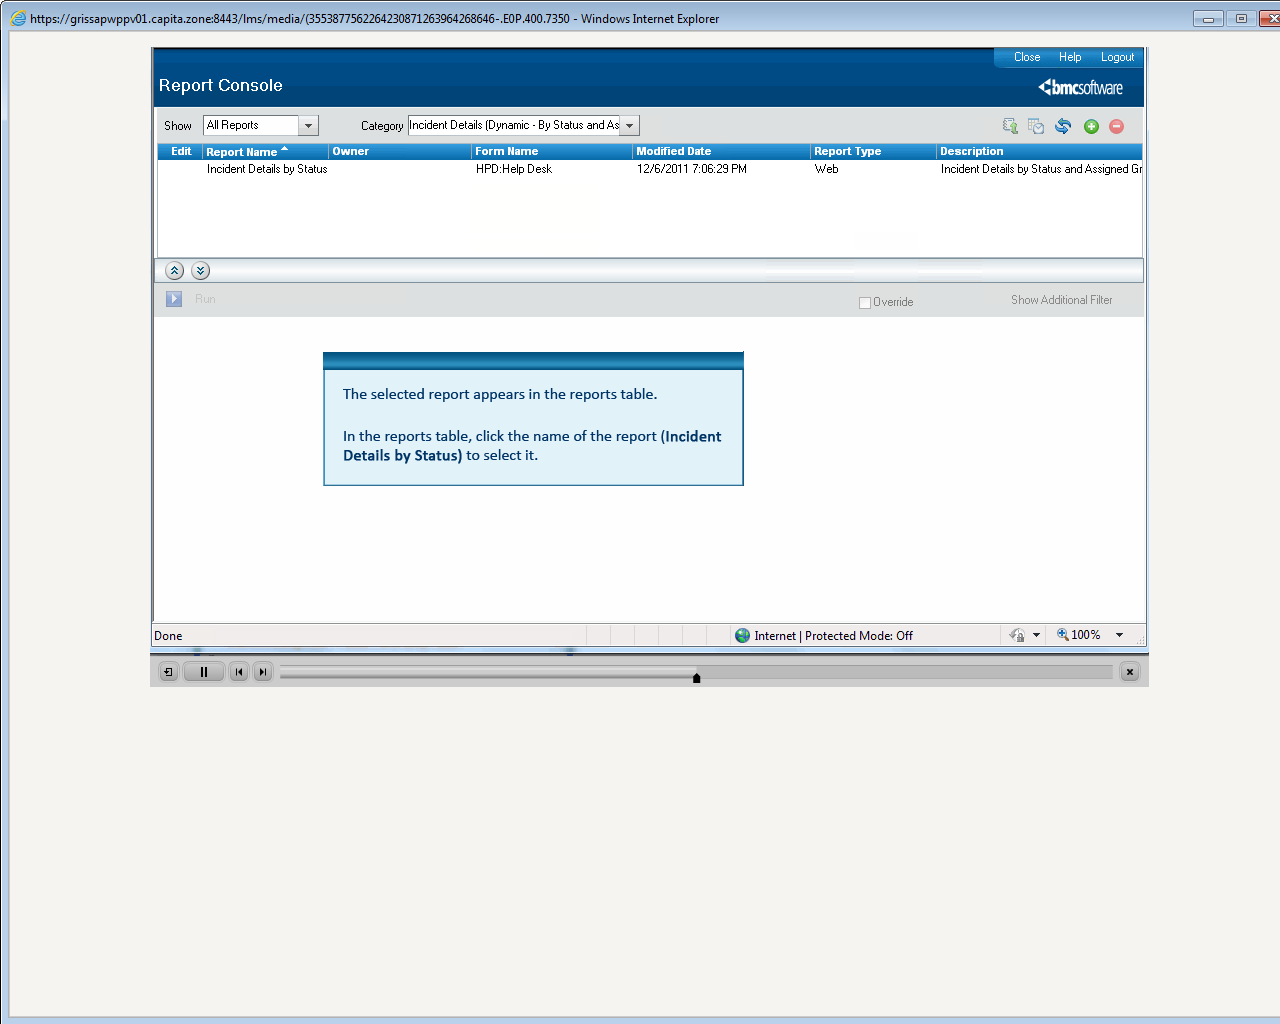 https://grissapwppv01.capita.zone:8443/lms/media/(3553877562264230871263964268646-.E0P.400.7350 - Windows Internet Explorer
Close Help Logout
Report Console
bmcsoftware
Show All Reports Category Incident Details (Dynamic - By Status and As
Edit Report Name Owner Form Name Modified Date Report Type Description
Incident Details by Status HPD:Help Desk 12/6/2011 7:06:29 PM Web Incident Details by Status and Assigned Gr
Run Override Show Additional Filter
The selected report appears in the reports table.
In the reports table, click the name of the report (Incident
Details by Status) to select it.
Done Internet | Protected Mode: Off 100%